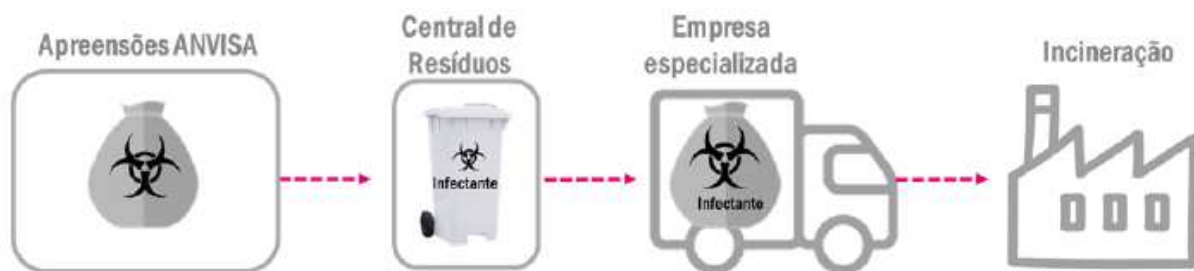 Apreensões ANVISA
Central de
Resíduos
Empresa
especializada
Incineração
Infectante
Infectante